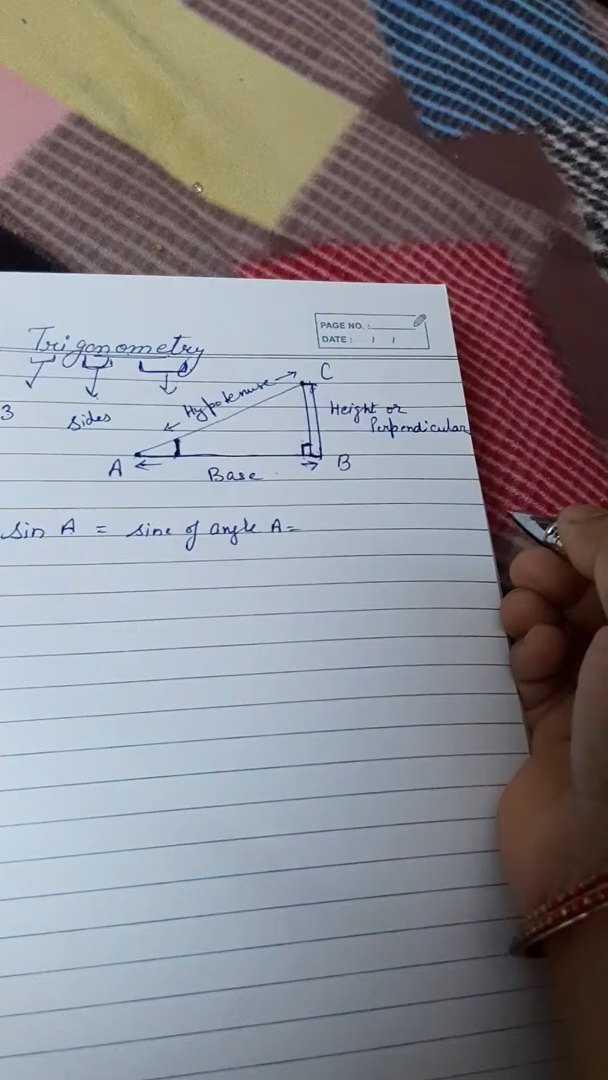 PAGE NO. :
DATE : / /
Trigonometry
3
sides
Hypotenuse
C
Height or
Perpendicular
A
Base
B
sin A = sine of angle A=